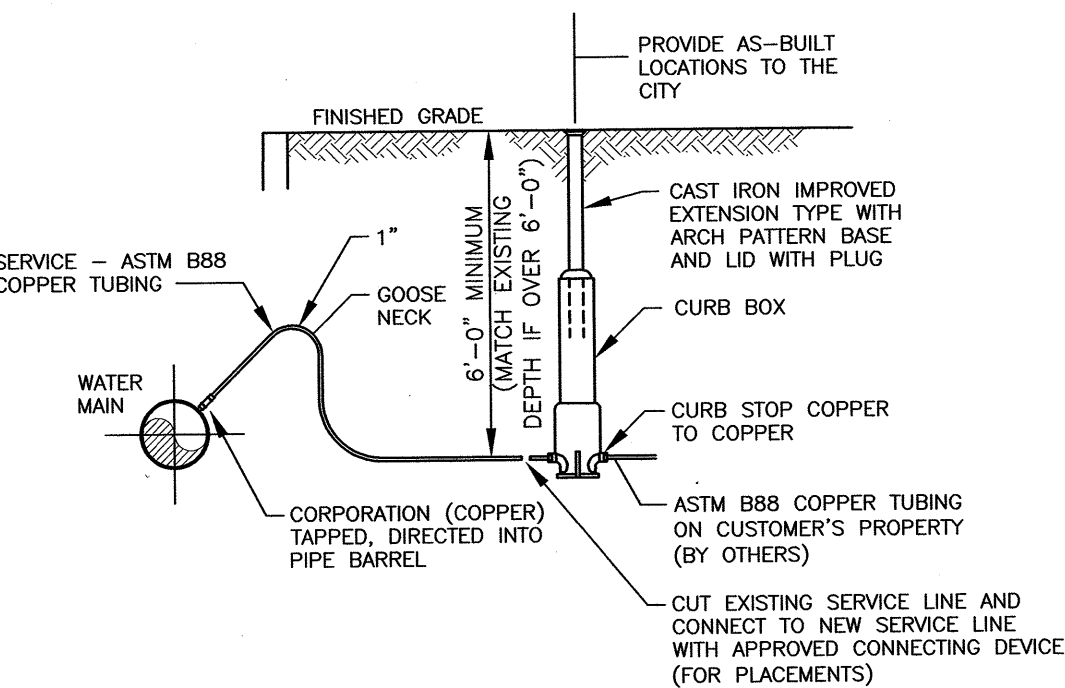 PROVIDE AS-BUILT
LOCATIONS TO THE
CITY
FINISHED GRADE
CAST IRON IMPROVED
EXTENSION TYPE WITH
ARCH PATTERN BASE
AND LID WITH PLUG
6'-0" MINIMUM
(MATCH EXISTING
DEPTH IF OVER 6'-0")
1"
SERVICE - ASTM B88
COPPER TUBING
GOOSE
NECK
CURB BOX
WATER
MAIN
CURB STOP COPPER
TO COPPER
CORPORATION (COPPER)
TAPPED, DIRECTED INTO
PIPE BARREL
ASTM B88 COPPER TUBING
ON CUSTOMER'S PROPERTY
(BY OTHERS)
CUT EXISTING SERVICE LINE AND
CONNECT TO NEW SERVICE LINE
WITH APPROVED CONNECTING DEVICE
(FOR PLACEMENTS)